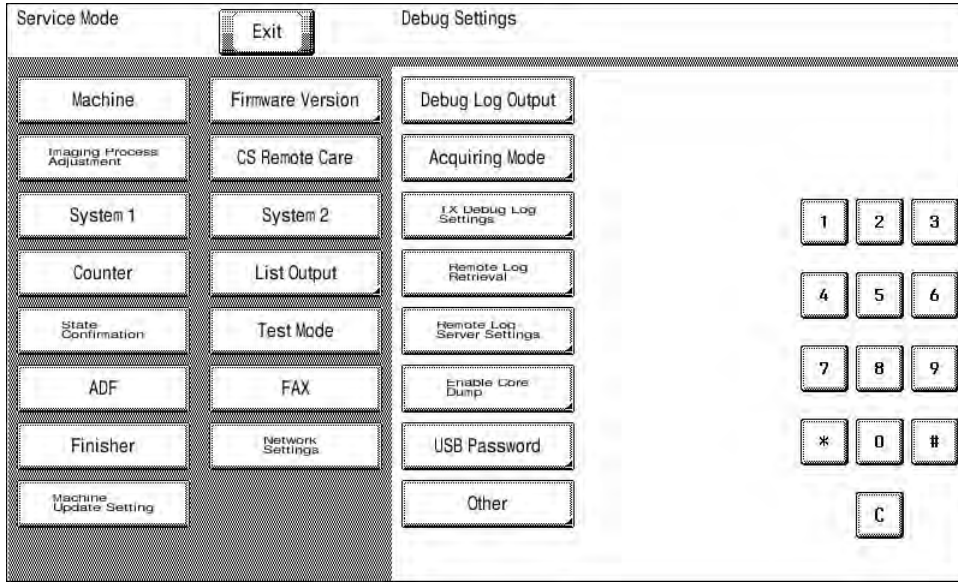 Service Mode
Exit
Debug Settings
Machine
Firmware Version
Imaging Process
Adjustment
CS Remote Care
System 1
System 2
Counter
List Output
State
Confirmation
Test Mode
ADF
FAX
Finisher
Network
Settings
Machine
Update Setting
Debug Log Output
Acquiring Mode
TX Debug Log
Settings
Remote Log
Retrieval
Remote Log
Server Settings
Enable Core
Dump
USB Password
Other
1 2 3
4 5 6
7 8 9
* 0 #
C